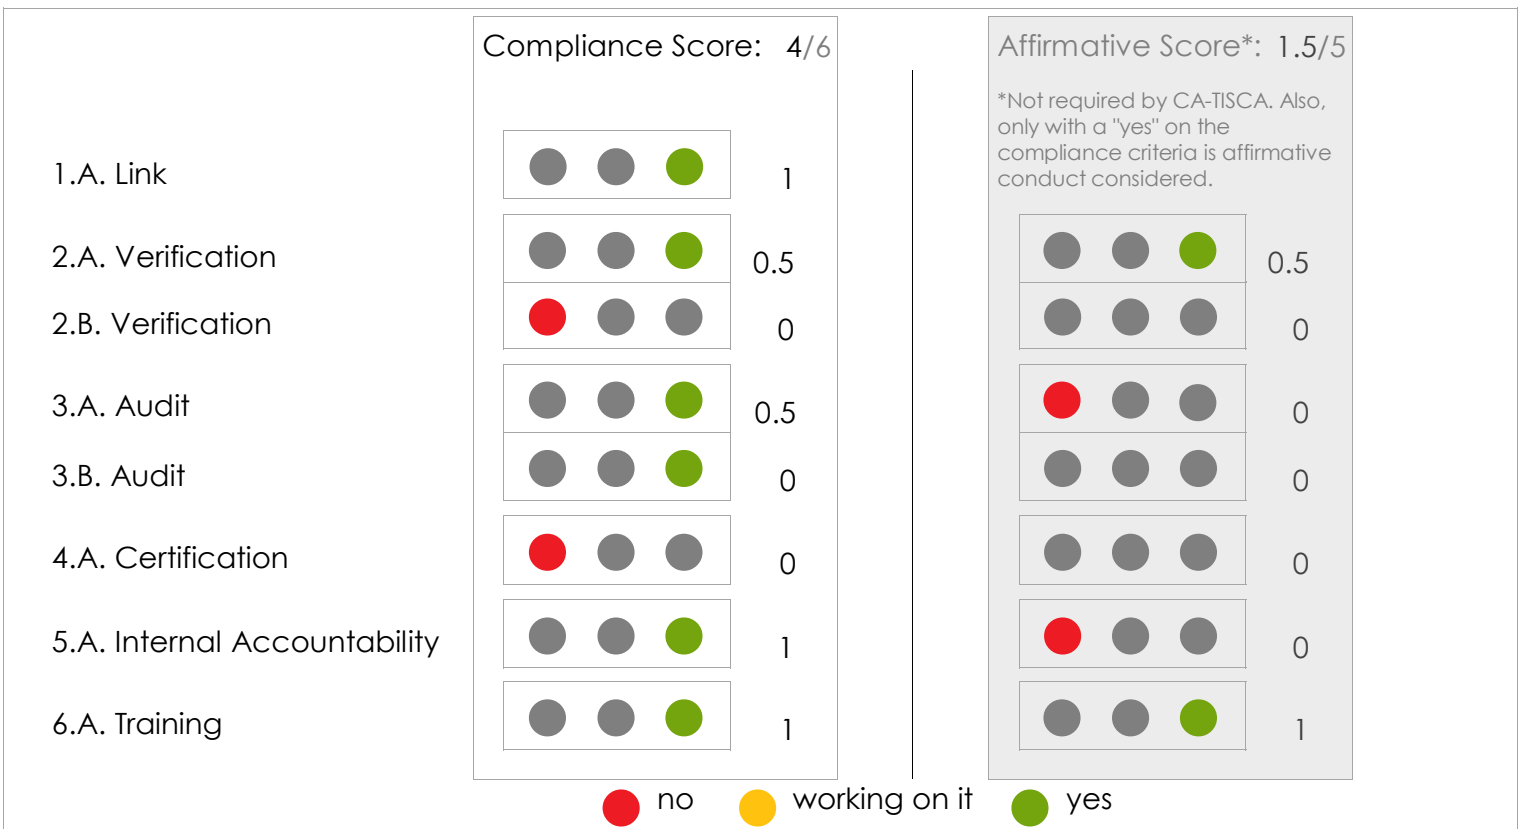 Compliance Score: 4/6
Affirmative Score*: 1.5/5
*Not required by CA-TISCA. Also,
only with a "yes" on the
compliance criteria is affirmative
conduct considered.
1.A. Link 1
2.A. Verification 0.5 0.5
2.B. Verification 0 0
3.A. Audit 0.5 0
3.B. Audit 0 0
4.A. Certification 0 0
5.A. Internal Accountability 1 0
6.A. Training 1 1
no working on it yes